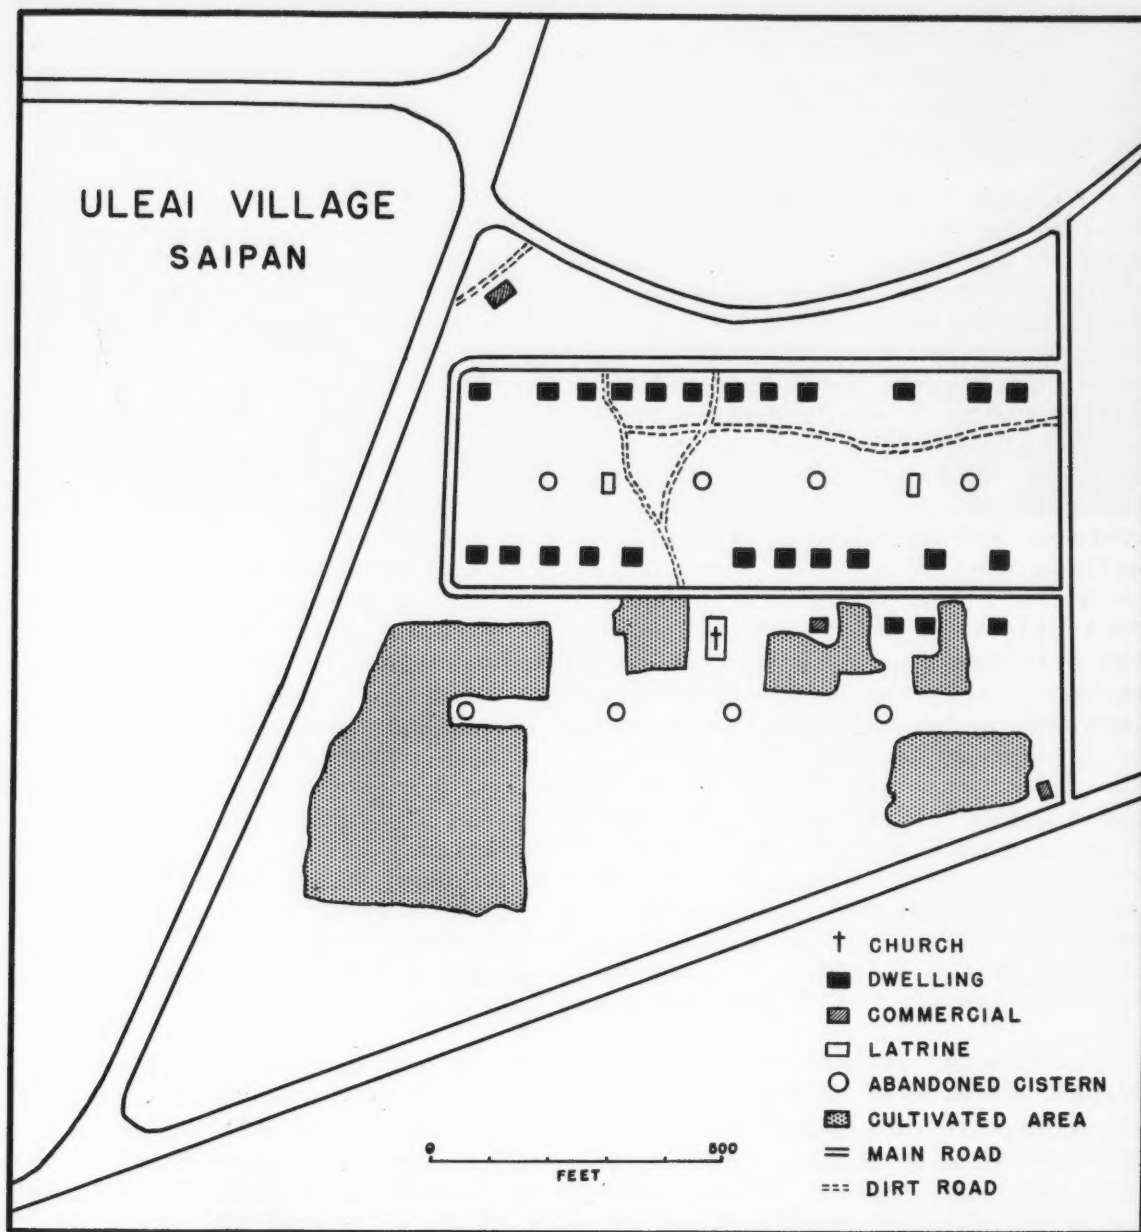 ULEAI VILLAGE
SAIPAN
† CHURCH
DWELLING
COMMERCIAL
LATRINE
ABANDONED CISTERN
CULTIVATED AREA
MAIN ROAD
DIRT ROAD
0 500
FEET